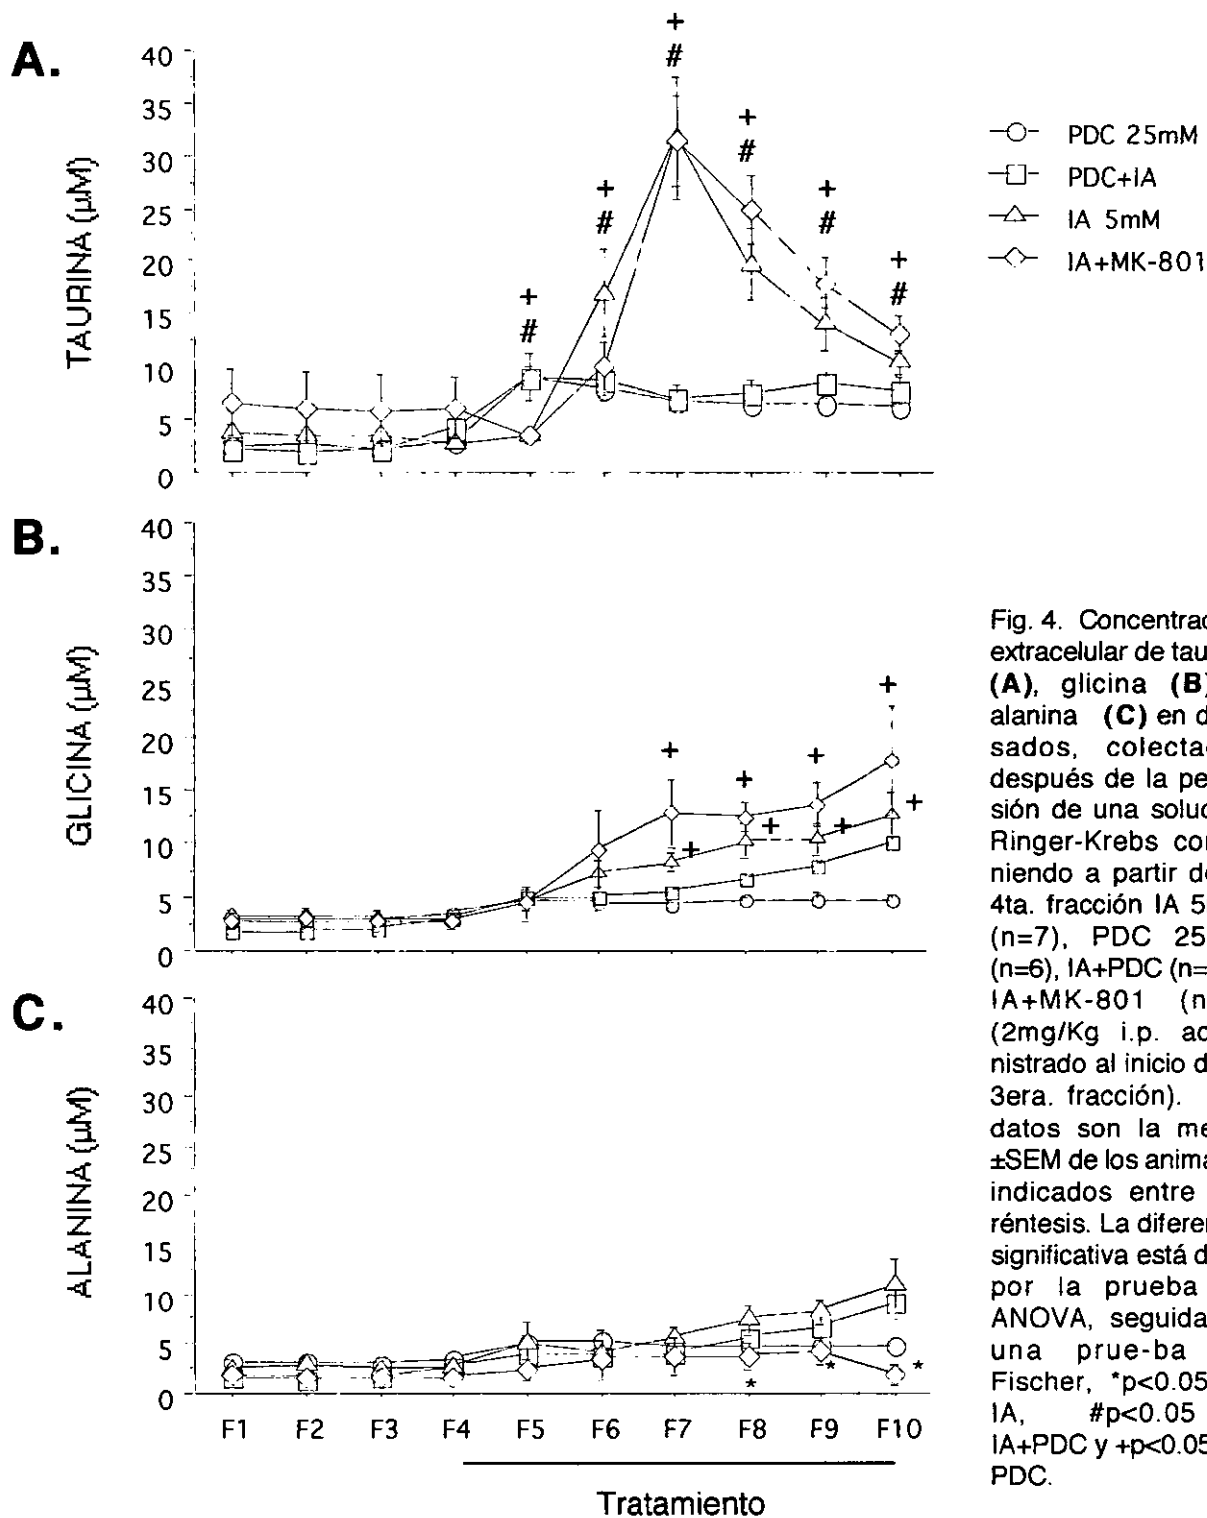 A.
+
#
40
35
30
25
20
15
10
5
0
TAURINA (µM)
+
#
+
#
+
#
+
#
+
#
PDC 25mM
PDC+IA
IA 5mM
IA+MK-801
B.
40
35
30
25
20
15
10
5
0
GLICINA (µM)
+
+
+
+
+
+
+
+
C.
40
35
30
25
20
15
10
5
0
ALANINA (µM)
*
*
*
F1 F2 F3 F4 F5 F6 F7 F8 F9 F10
Tratamiento
Fig. 4. Concentrac
extracelular de tau
(A), glicina (B)
alanina (C) en d
sados, colecta
después de la pe
sión de una soluc
Ringer-Krebs cor
niendo a partir de
4ta. fracción IA 5
(n=7), PDC 25
(n=6), IA+PDC (n=
IA+MK-801 (n
(2mg/Kg i.p. ad
nistrado al inicio d
3era. fracción).
datos son la me
±SEM de los anima
indicados entre
réntesis. La diferen
significativa está d
por la prueba
ANOVA, seguida
una prue-ba
Fischer, *p<0.05
IA, #p<0.05
IA+PDC y +p<0.05
PDC.